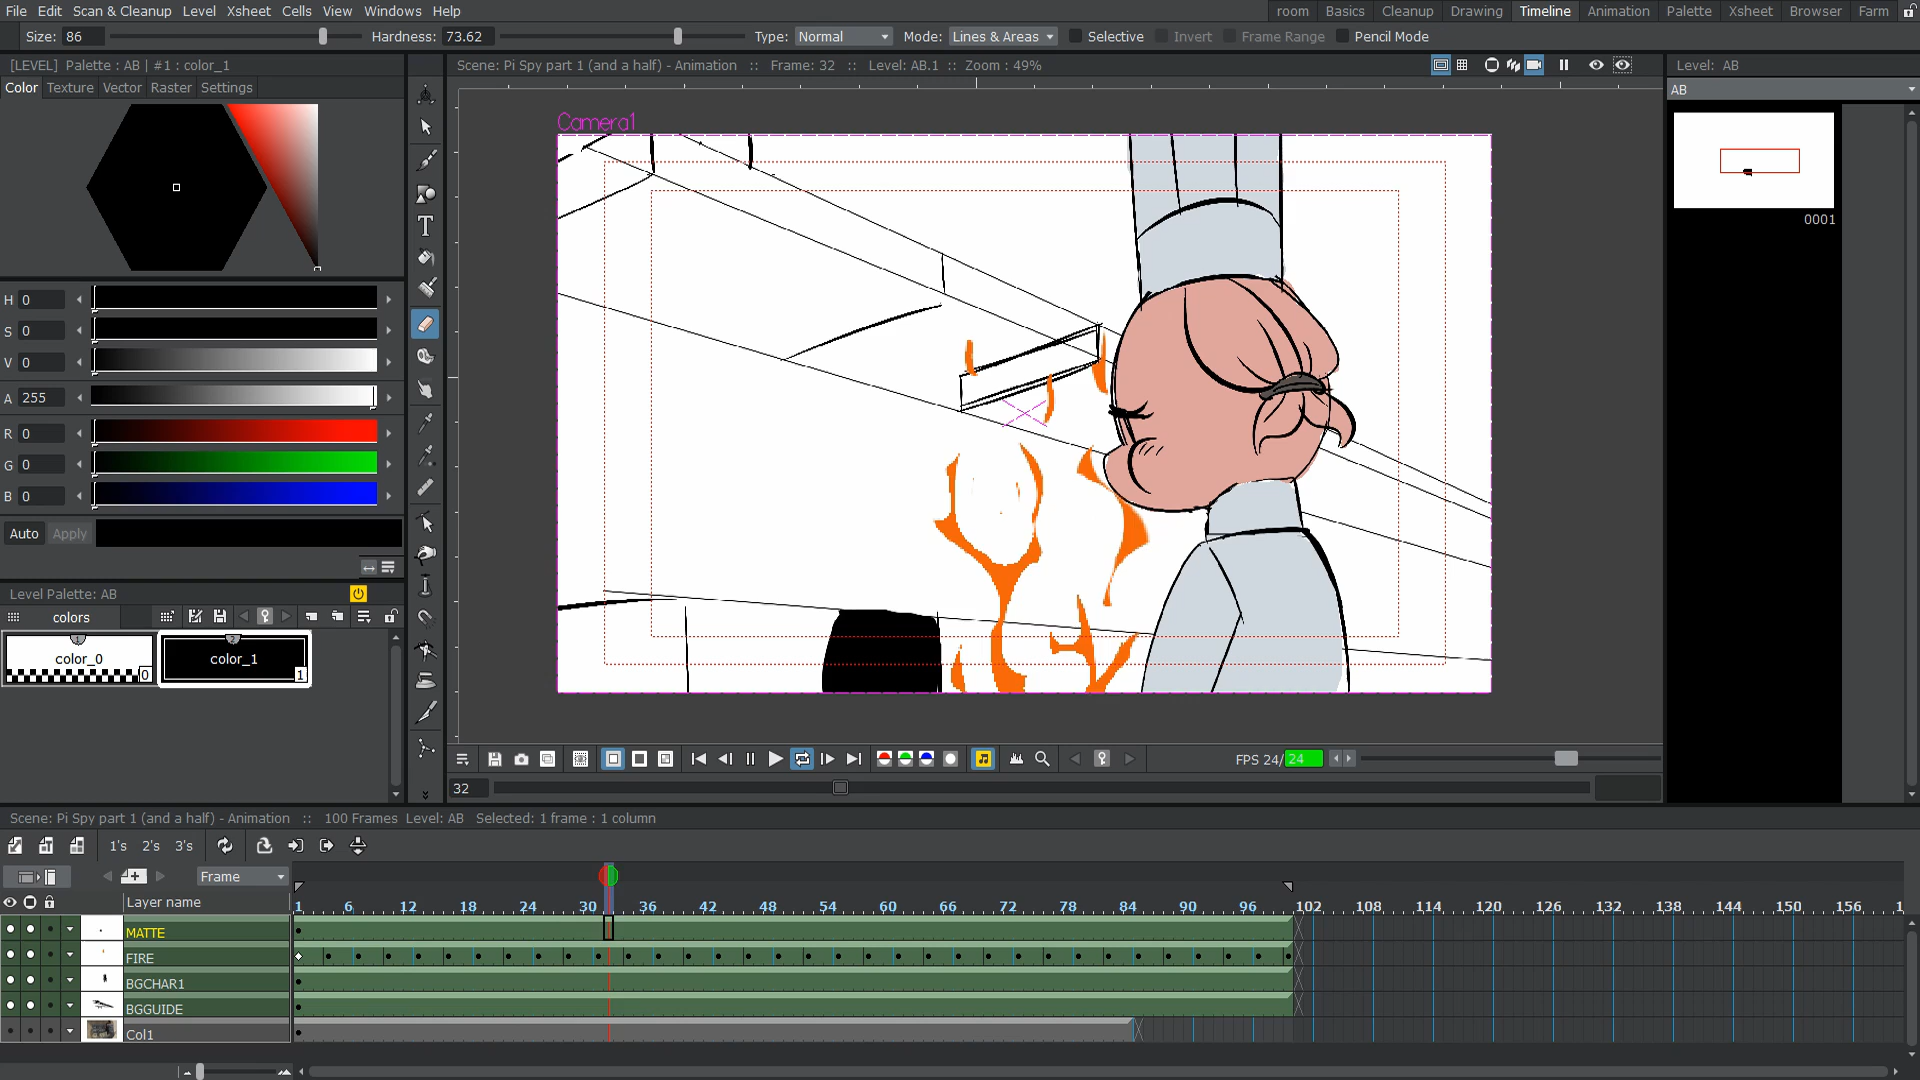 File Edit Scan & Cleanup Level Xsheet Cells View Windows Help
room Basics Cleanup Drawing Timeline Animation Palette Xsheet Browser Farm
Size: 86 Hardness: 73.62 Type: Normal Mode: Lines & Areas Selective Invert Frame Range Pencil Mode
[LEVEL] Palette : AB | #1 : color_1
Scene: Pi Spy part 1 (and a half) - Animation :: Frame: 32 :: Level: AB.1 :: Zoom : 49%
Level: AB
Color Texture Vector Raster Settings
AB
Camera1
0001
H 0
S 0
V 0
A 255
R 0
G 0
B 0
Auto Apply
Level Palette: AB
colors
color_0 0
color_1 1
FPS 24/ 24
32
Scene: Pi Spy part 1 (and a half) - Animation :: 100 Frames Level: AB Selected: 1 frame : 1 column
1's 2's 3's
Frame
Layer name
1 6 12 18 24 30 36 42 48 54 60 66 72 78 84 90 96 102 108 114 120 126 132 138 144 150 156 1
MATTE
FIRE
BGCHAR1
BGGUIDE
Col1